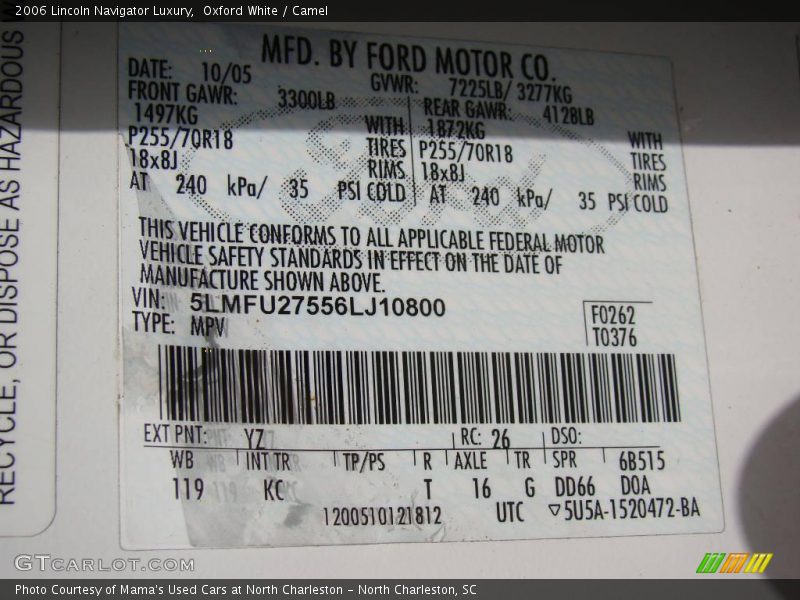 2006 Lincoln Navigator Luxury, Oxford White / Camel
RECYCLE, OR DISPOSE AS HAZARDOUS
MFD. BY FORD MOTOR CO.
DATE: 10/05 GVWR: 7225LB/ 3277KG
FRONT GAWR: 3300LB REAR GAWR: 4128LB
1497KG WITH 1872KG WITH
P255/70R18 TIRES P255/70R18 TIRES
18x8J RIMS 18x8J RIMS
AT 240 kPa/ 35 PSI COLD AT 240 kPa/ 35 PSI COLD
THIS VEHICLE CONFORMS TO ALL APPLICABLE FEDERAL MOTOR
VEHICLE SAFETY STANDARDS IN EFFECT ON THE DATE OF
MANUFACTURE SHOWN ABOVE.
VIN: 5LMFU27556LJ10800
TYPE: MPV
F0262
T0376
EXT PNT: YZ RC: 26 DSO:
WB INT TR TP/PS R AXLE TR SPR 6B515
119 KC T 16 G DD66 D0A
1200510121812 UTC ▽5U5A-1520472-BA
GTCARLOT.COM
Photo Courtesy of Mama's Used Cars at North Charleston - North Charleston, SC